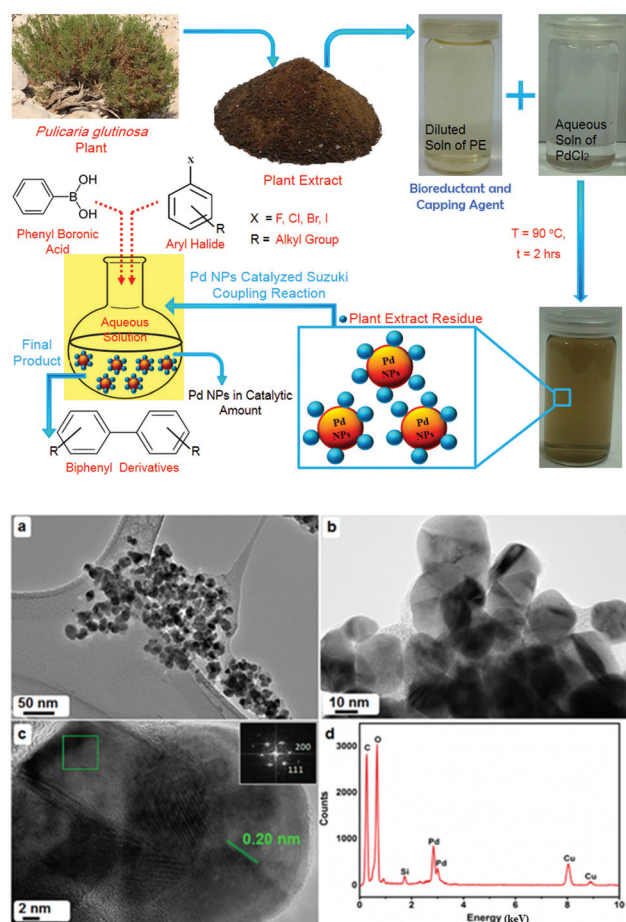 Pulicaria glutinosa
Plant
Plant Extract
Diluted
Soln of PE
+
Aqueous
Soln of
PdCl2
Bioreductant and
Capping Agent
T = 90 °C,
t = 2 hrs
OH
B
OH
Phenyl Boronic
Acid
X
R
Aryl Halide
X = F, Cl, Br, I
R = Alkyl Group
Pd NPs Catalyzed Suzuki
Coupling Reaction
Aqueous
Solution
Final
Product
Pd NPs in Catalytic
Amount
R
R
Biphenyl Derivatives
Plant Extract Residue
Pd
NPs
Pd
NPs
Pd
NPs
a
50 nm
b
10 nm
c
200
111
0.20 nm
2 nm
d
3000
2000
1000
0
Counts
C
O
Si
Pd
Pd
Cu
Cu
0
2
4
6
8
10
Energy (keV)